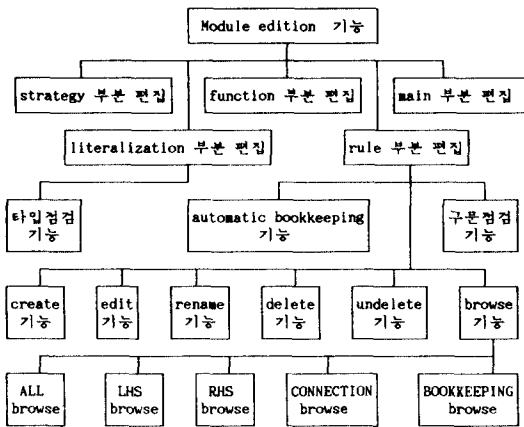 Module edition 기능
strategy 부분 편집
function 부분 편집
main 부분 편집
literalization 부분 편집
rule 부분 편집
타입점검
기능
automatic bookkeeping
기능
구문점검
기능
create
기능
edit
기능
rename
기능
delete
기능
undelete
기능
browse
기능
ALL
browse
LHS
browse
RHS
browse
CONNECTION
browse
BOOKKEEPING
browse